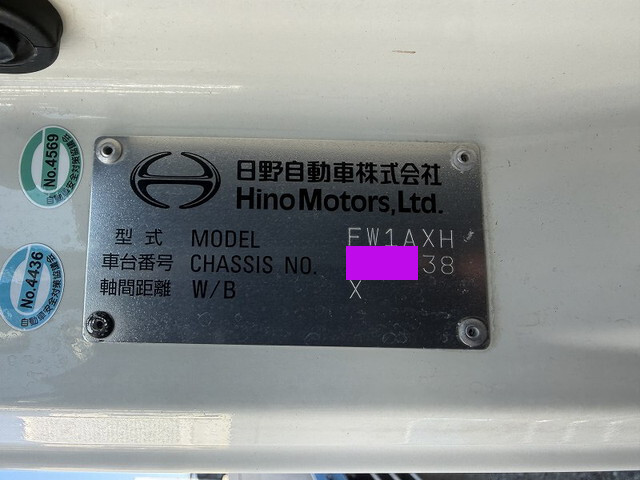 日野自動車株式会社
Hino Motors, Ltd.
型式 MODEL FW1AXH
車台番号 CHASSIS NO. 38
軸間距離 W/B X
No.4569
No.4436